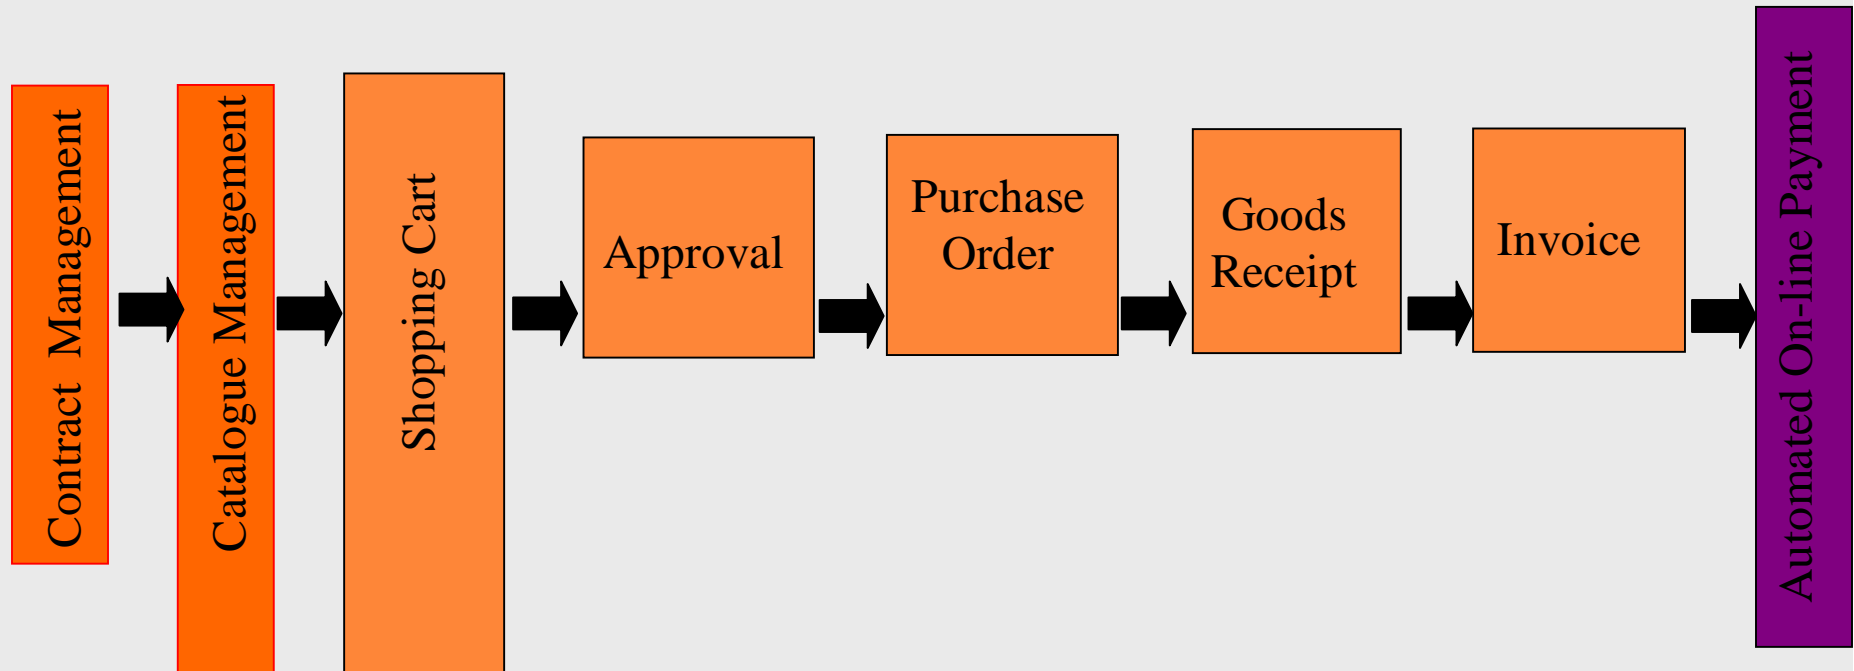 Contract Management
Catalogue Management
Shopping Cart
Approval
Purchase
Order
Goods
Receipt
Invoice
Automated On-line Payment